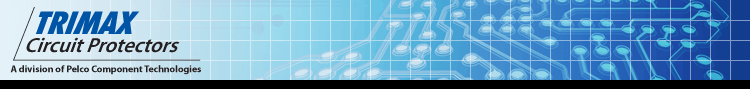 TRIMAX
Circuit Protectors
A division of Pelco Component Technologies